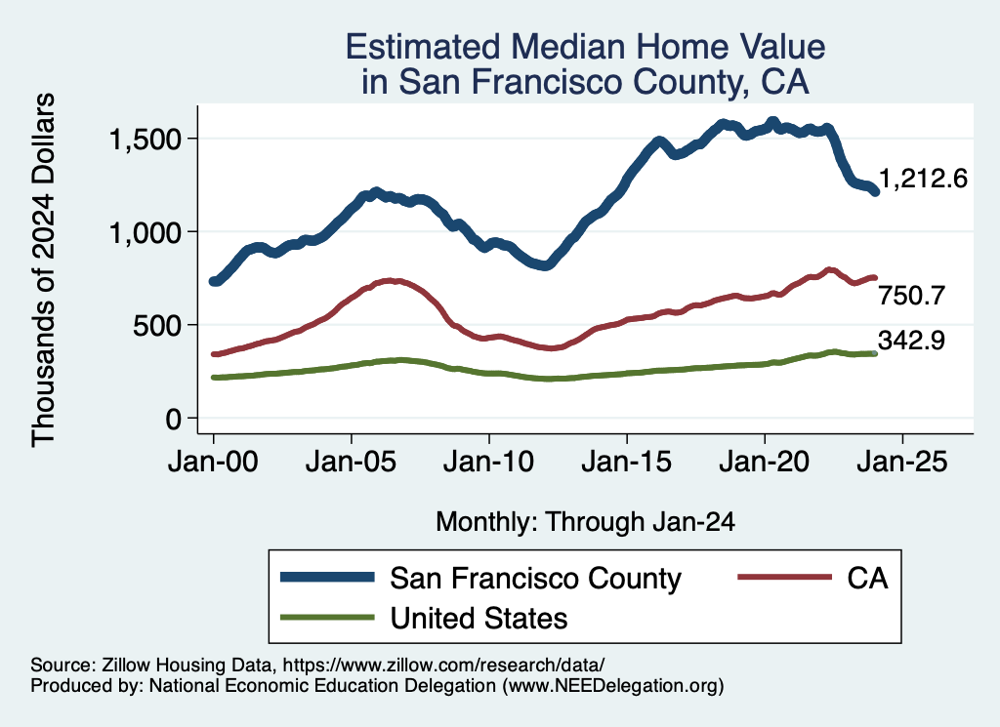 Estimated Median Home Value
in San Francisco County, CA
Thousands of 2024 Dollars
1,500
1,000
500
0
1,212.6
750.7
342.9
Jan-00 Jan-05 Jan-10 Jan-15 Jan-20 Jan-25
Monthly: Through Jan-24
San Francisco County CA
United States
Source: Zillow Housing Data, https://www.zillow.com/research/data/
Produced by: National Economic Education Delegation (www.NEEDelegation.org)